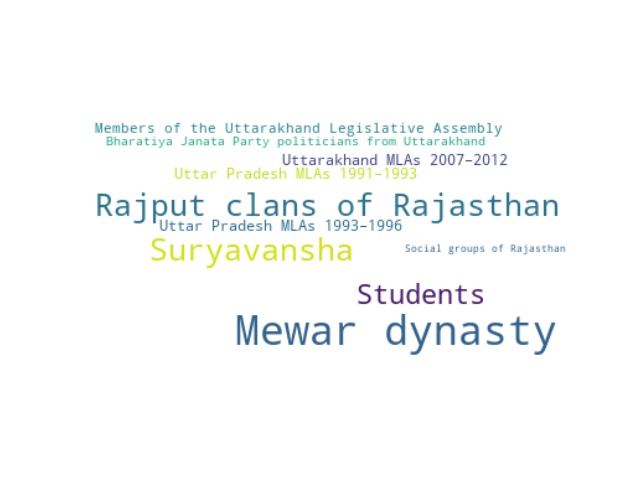 Members of the Uttarakhand Legislative Assembly
Bharatiya Janata Party politicians from Uttarakhand
Uttarakhand MLAs 2007–2012
Uttar Pradesh MLAs 1991–1993
Rajput clans of Rajasthan
Uttar Pradesh MLAs 1993–1996
Suryavansha
Social groups of Rajasthan
Students
Mewar dynasty